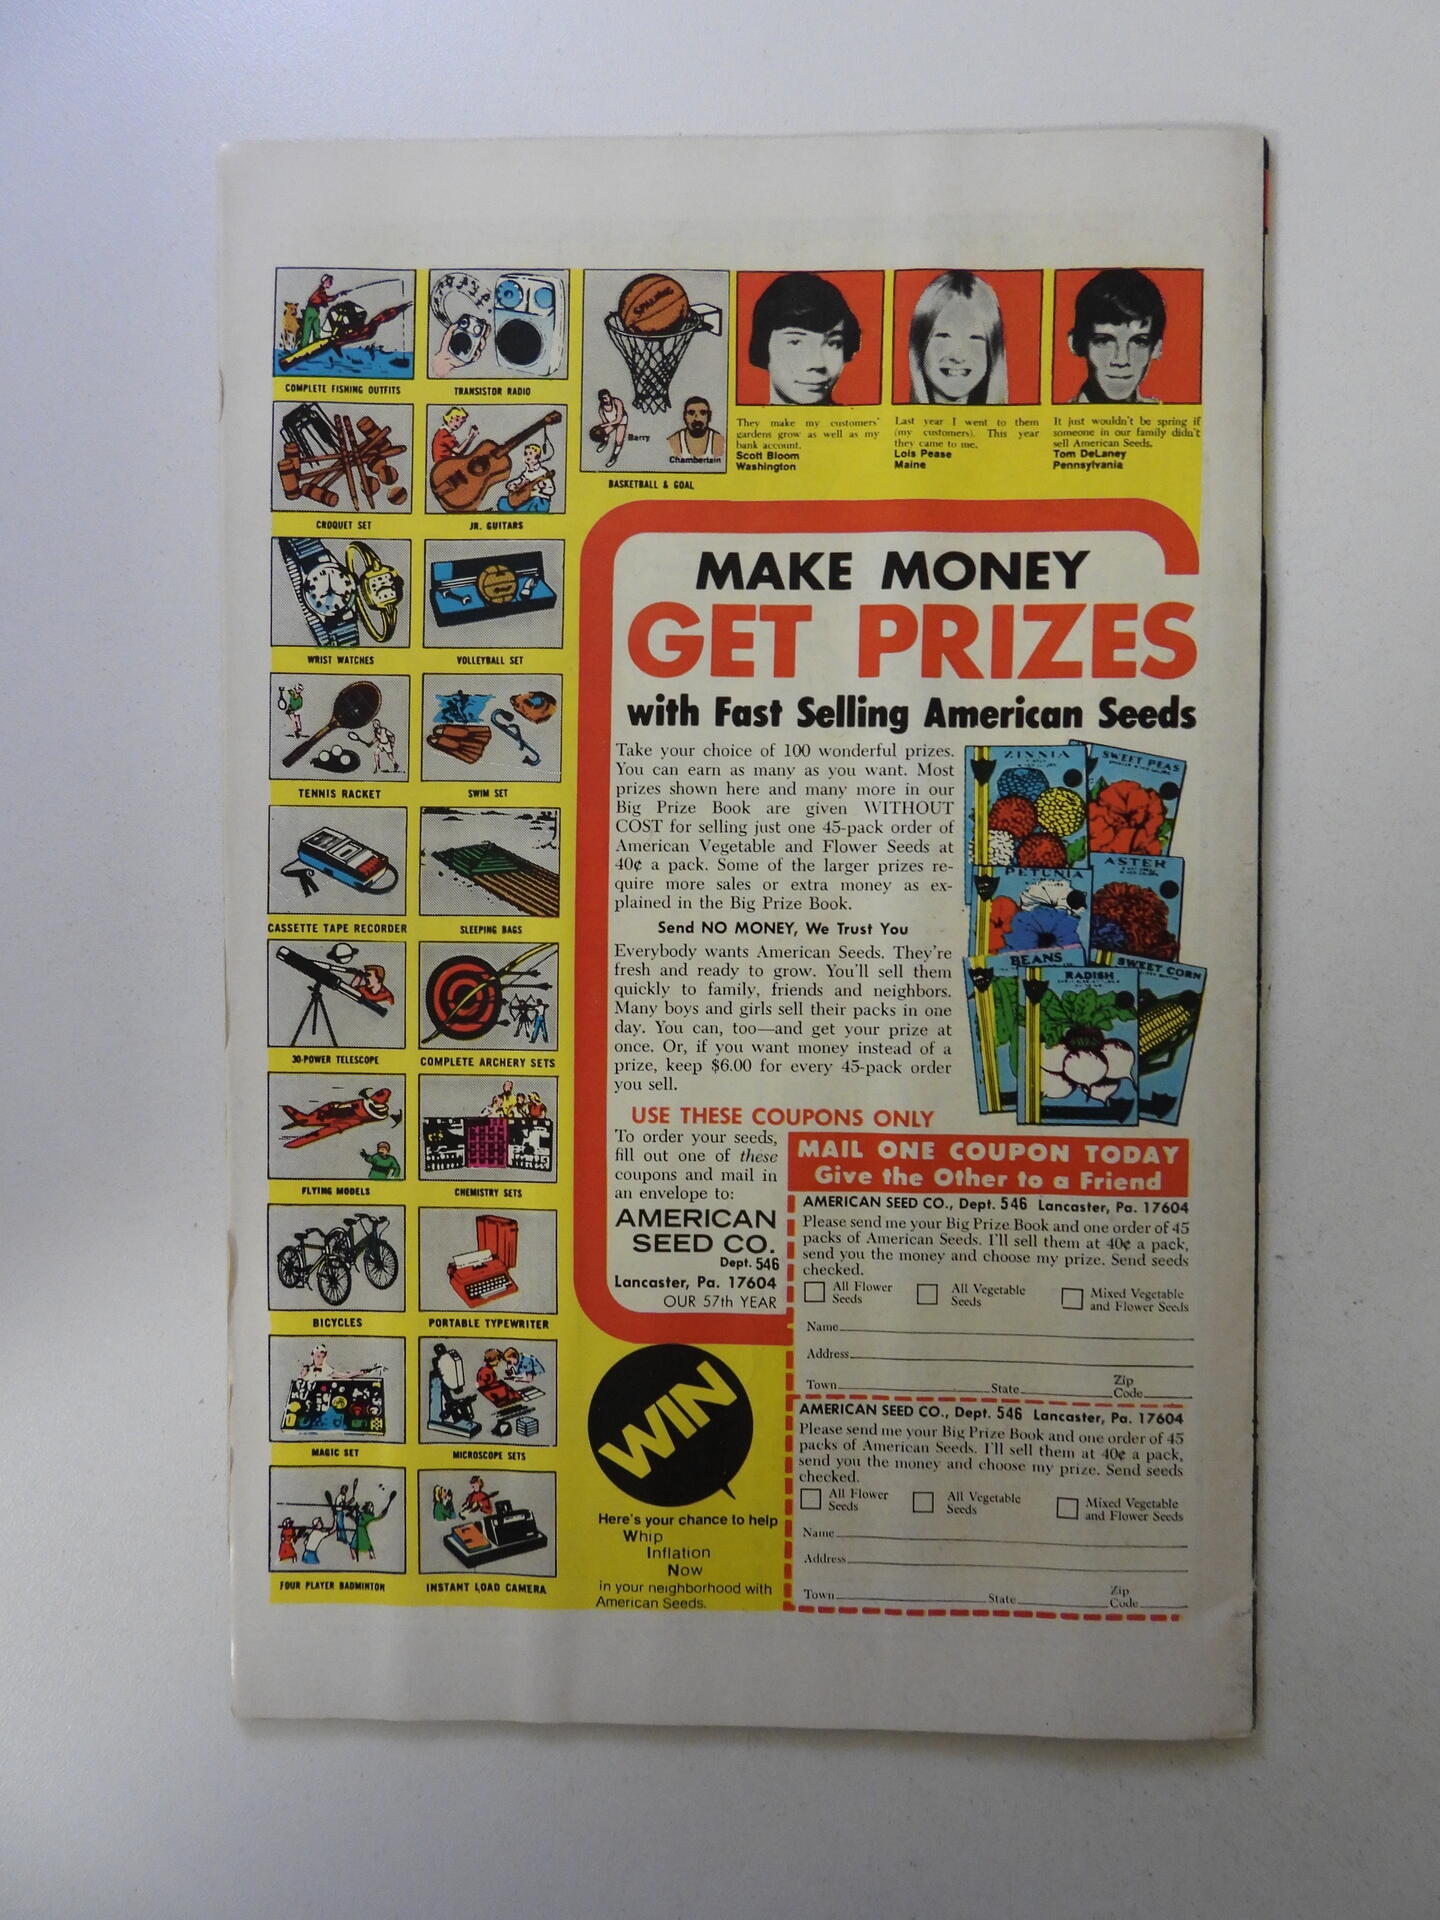 COMPLETE FISHING OUTFITS
TRANSISTOR RADIO
CROQUET SET
JR. GUITARS
WRIST WATCHES
VOLLEYBALL SET
TENNIS RACKET
SWIM SET
CASSETTE TAPE RECORDER
SLEEPING BAGS
30-POWER TELESCOPE
COMPLETE ARCHERY SETS
FLYING MODELS
CHEMISTRY SETS
BICYCLES
PORTABLE TYPEWRITER
MAGIC SET
MICROSCOPE SETS
FOUR PLAYER BADMINTON
INSTANT LOAD CAMERA
SPALDING
Barry
Chamberlain
BASKETBALL & GOAL
They make my customers'
gardens grow as well as my
bank account.
Scott Bloom
Washington
Last year I went to them
(my customers). This year
they came to me.
Lois Pease
Maine
It just wouldn't be spring if
someone in our family didn't
sell American Seeds.
Tom DeLaney
Pennsylvania
MAKE MONEY
GET PRIZES
with Fast Selling American Seeds
Take your choice of 100 wonderful prizes.
You can earn as many as you want. Most
prizes shown here and many more in our
Big Prize Book are given WITHOUT
COST for selling just one 45-pack order of
American Vegetable and Flower Seeds at
40¢ a pack. Some of the larger prizes re-
quire more sales or extra money as ex-
plained in the Big Prize Book.
Send NO MONEY, We Trust You
Everybody wants American Seeds. They're
fresh and ready to grow. You'll sell them
quickly to family, friends and neighbors.
Many boys and girls sell their packs in one
day. You can, too—and get your prize at
once. Or, if you want money instead of a
prize, keep $6.00 for every 45-pack order
you sell.
ZINNIA
SWEET PEAS
ASTER
PETUNIA
BEANS
RADISH
SWEET CORN
USE THESE COUPONS ONLY
To order your seeds,
fill out one of these
coupons and mail in
an envelope to:
AMERICAN
SEED CO.
Dept. 546
Lancaster, Pa. 17604
OUR 57th YEAR
WIN
Here's your chance to help
Whip
Inflation
Now
in your neighborhood with
American Seeds.
MAIL ONE COUPON TODAY
Give the Other to a Friend
AMERICAN SEED CO., Dept. 546 Lancaster, Pa. 17604
Please send me your Big Prize Book and one order of 45
packs of American Seeds. I'll sell them at 40¢ a pack,
send you the money and choose my prize. Send seeds
checked.
All Flower Seeds All Vegetable Seeds Mixed Vegetable and Flower Seeds
Name
Address
Town State Zip Code
AMERICAN SEED CO., Dept. 546 Lancaster, Pa. 17604
Please send me your Big Prize Book and one order of 45
packs of American Seeds. I'll sell them at 40¢ a pack,
send you the money and choose my prize. Send seeds
checked.
All Flower Seeds All Vegetable Seeds Mixed Vegetable and Flower Seeds
Name
Address
Town State Zip Code